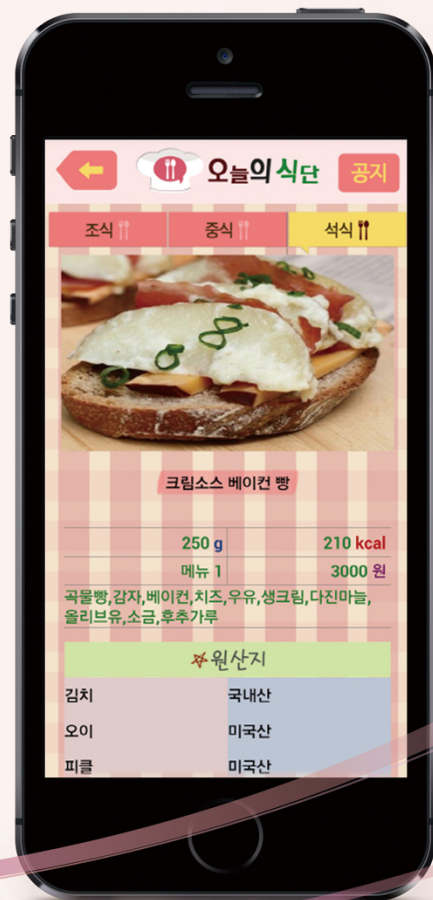 오늘의 식단 공지
조식 중식 석식
크림소스 베이컨 빵
250 g 210 kcal
메뉴 1 3000 원
곡물빵,감자,베이컨,치즈,우유,생크림,다진마늘,
올리브유,소금,후추가루
원산지
김치 국내산
오이 미국산
피클 미국산